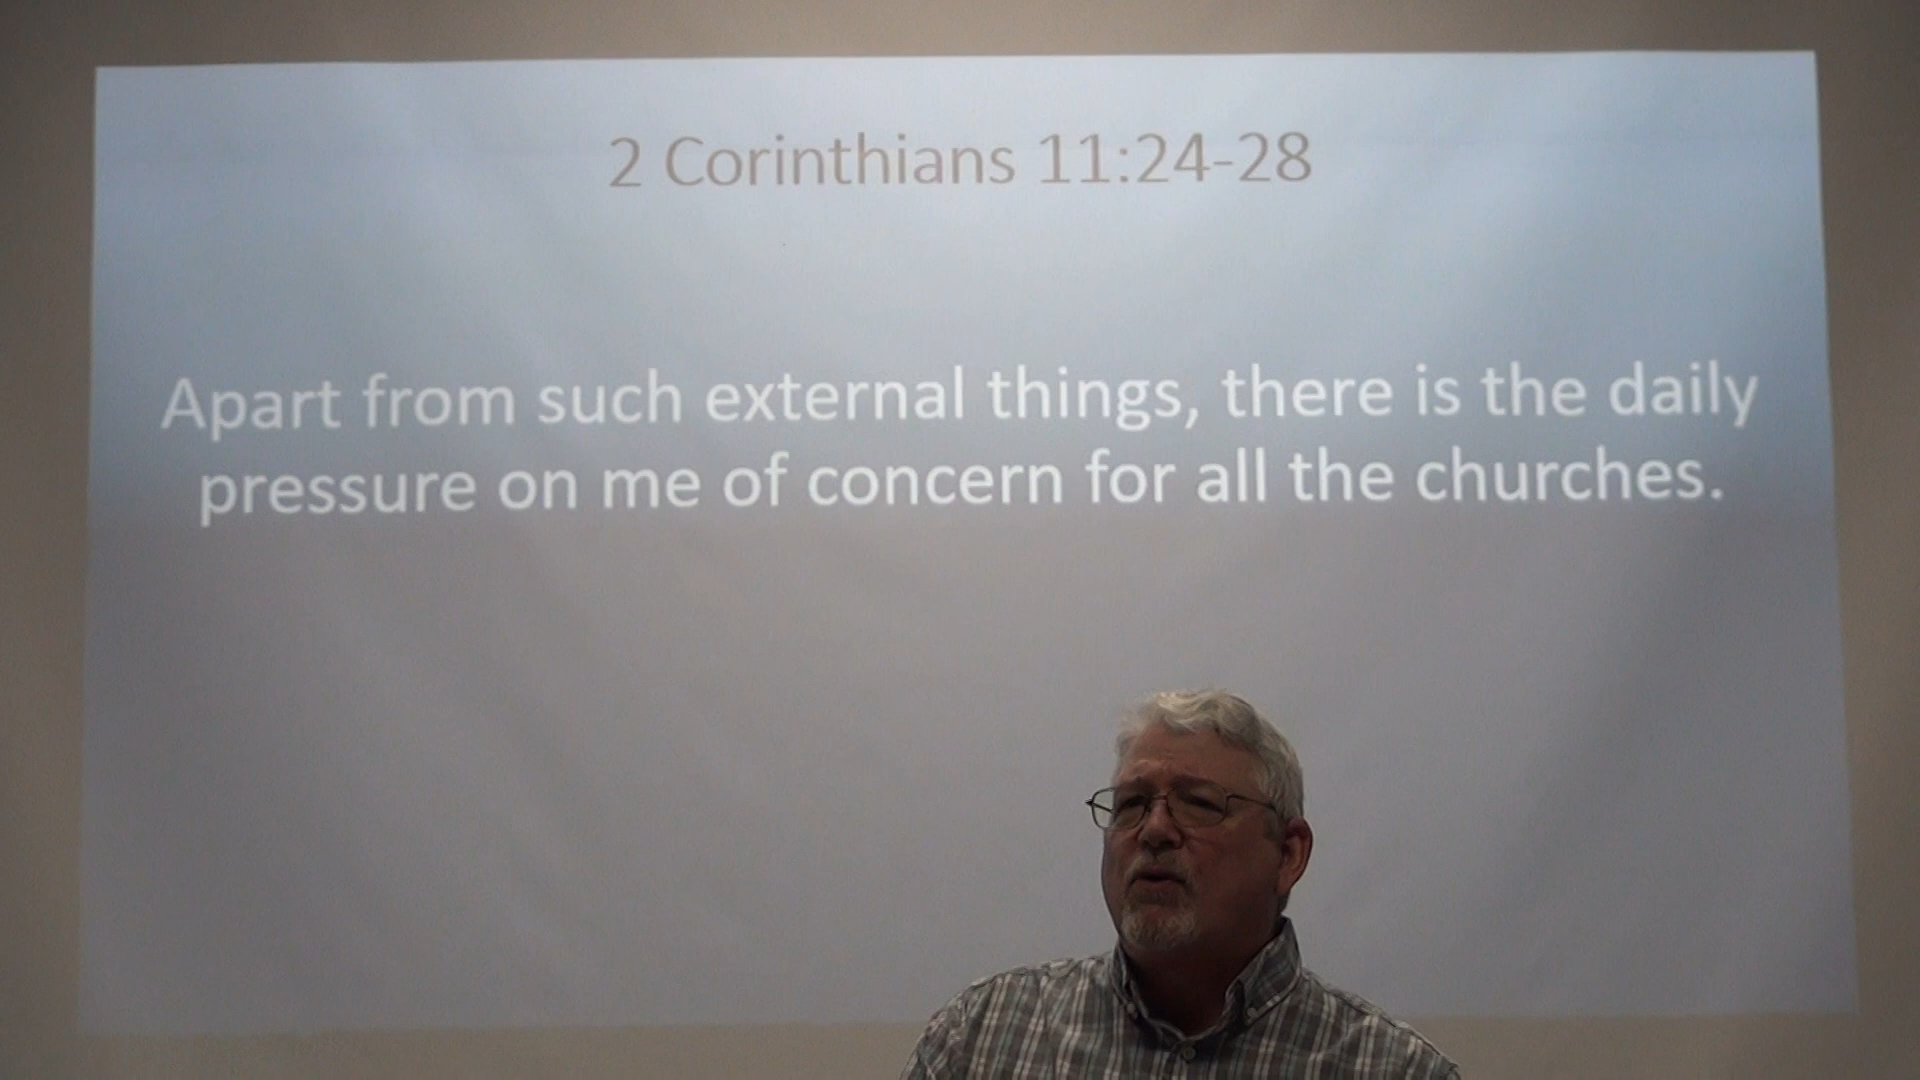 2 Corinthians 11:24-28
Apart from such external things, there is the daily
pressure on me of concern for all the churches.